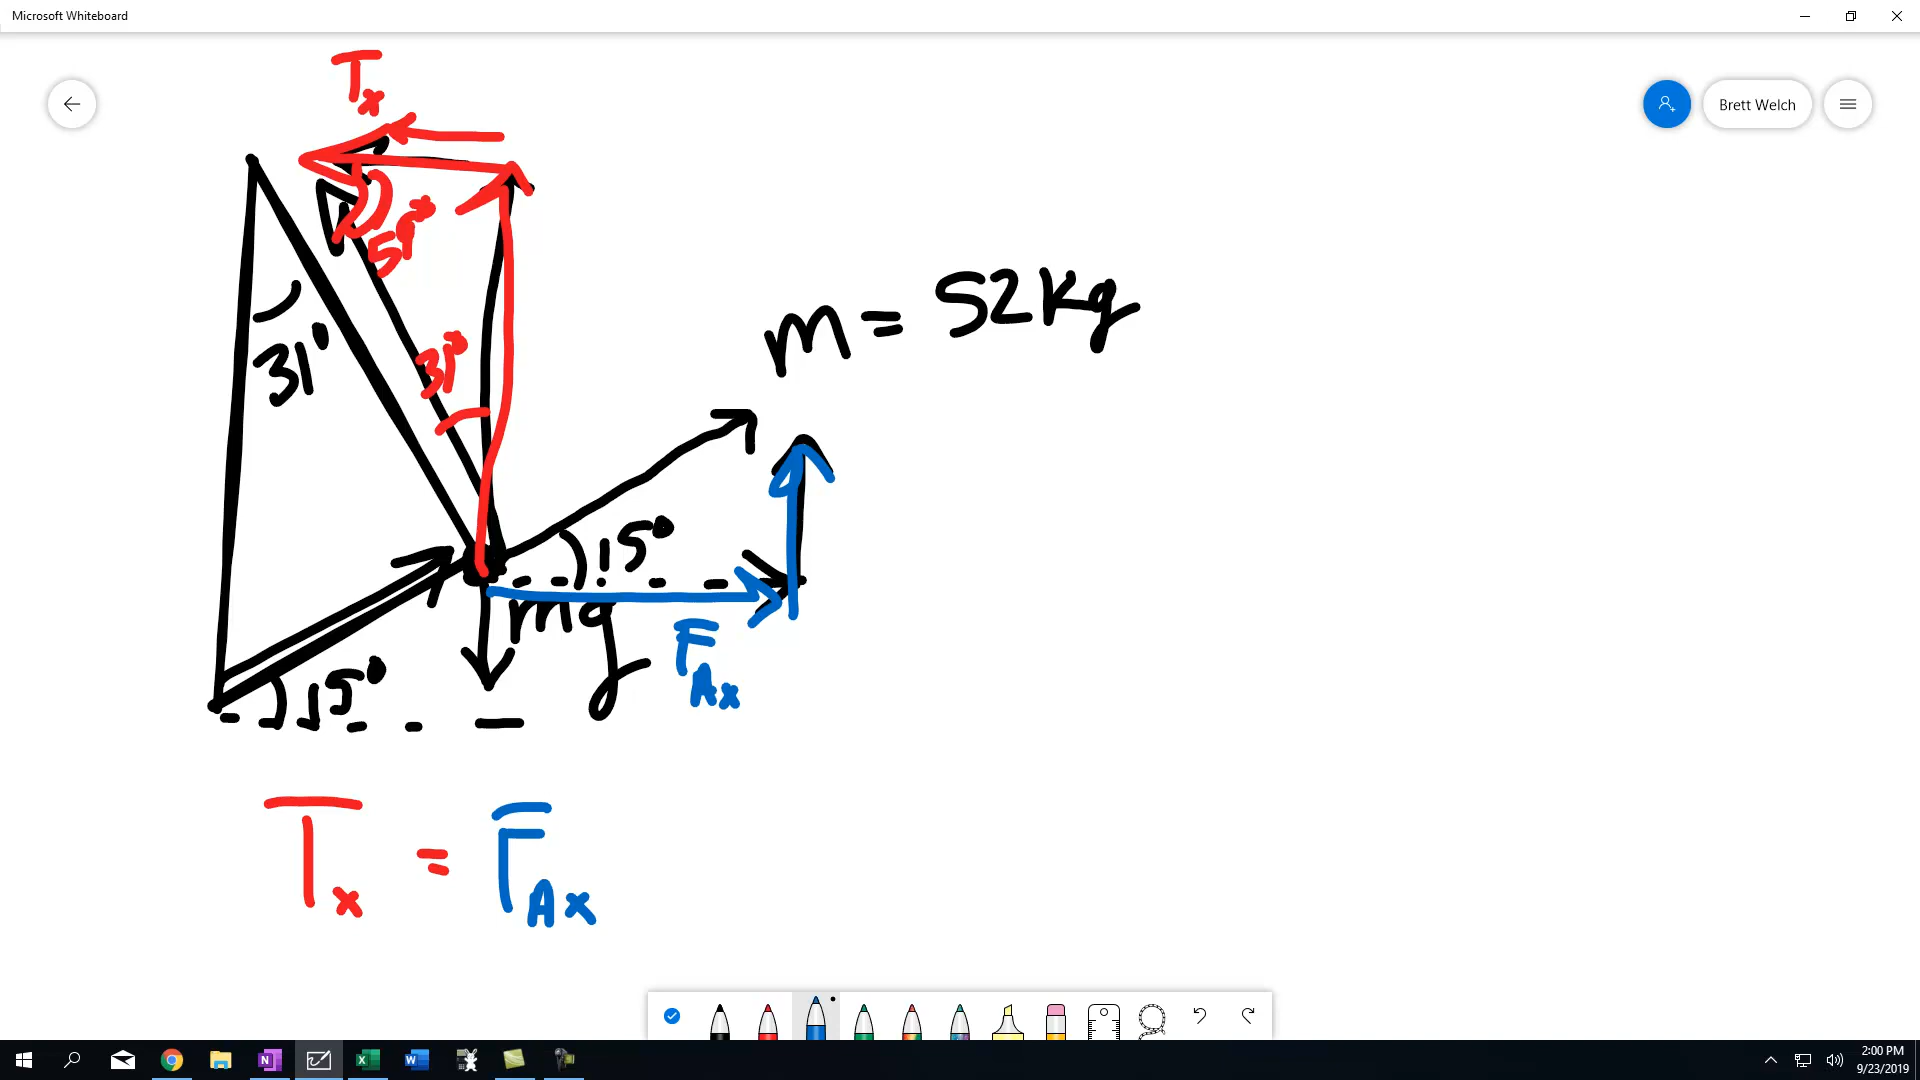 Microsoft Whiteboard
Brett Welch
Tx
59°
31°
31°
m = 52kg
15°
mg
FAx
15°
Tx = FAx
2:00 PM
9/23/2019